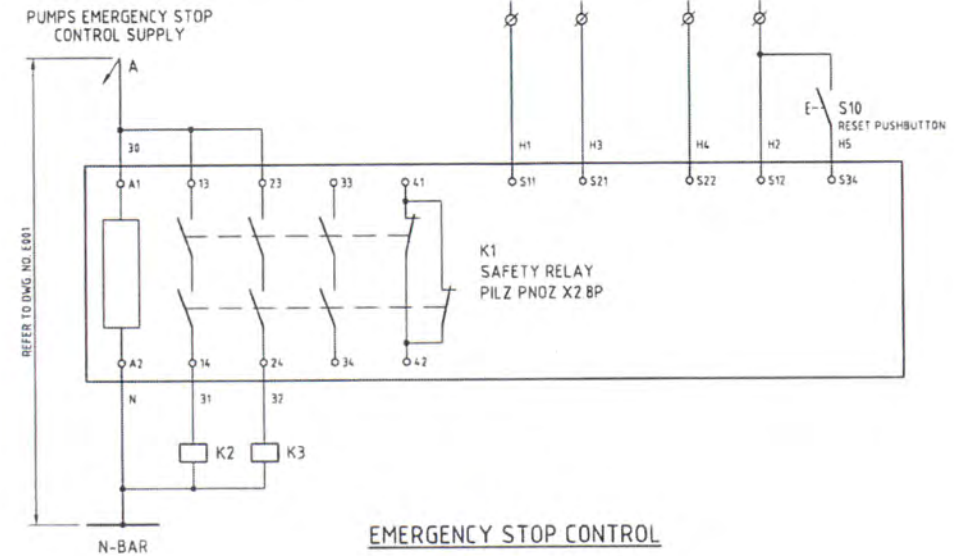 PUMPS EMERGENCY STOP
CONTROL SUPPLY
A
E-- S10
RESET PUSHBUTTON
30
H1
H3
H4
H2
H5
A1
13
23
33
41
S11
S21
S22
S12
S34
REFER TO DWG NO. E001
K1
SAFETY RELAY
PILZ PNOZ X2.8P
A2
14
24
34
42
N
31
32
K2
K3
EMERGENCY STOP CONTROL
N-BAR